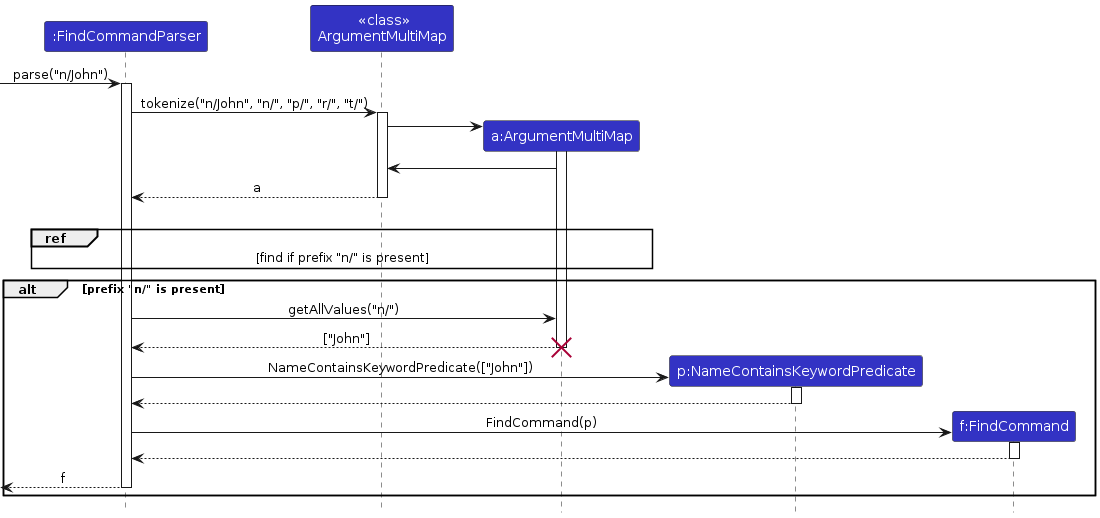 «class»
:FindCommandParser
ArgumentMultiMap
parse("n/John")
tokenize("n/John", "n/", "p/", "r/", "t/")
a:ArgumentMultiMap
a
ref
[find if prefix "n/" is present]
alt
[prefix "n/" is present]
getAllValues("n/")
["John"]
NameContainsKeywordPredicate(["John"])
p:NameContainsKeywordPredicate
FindCommand(p)
f:FindCommand
f